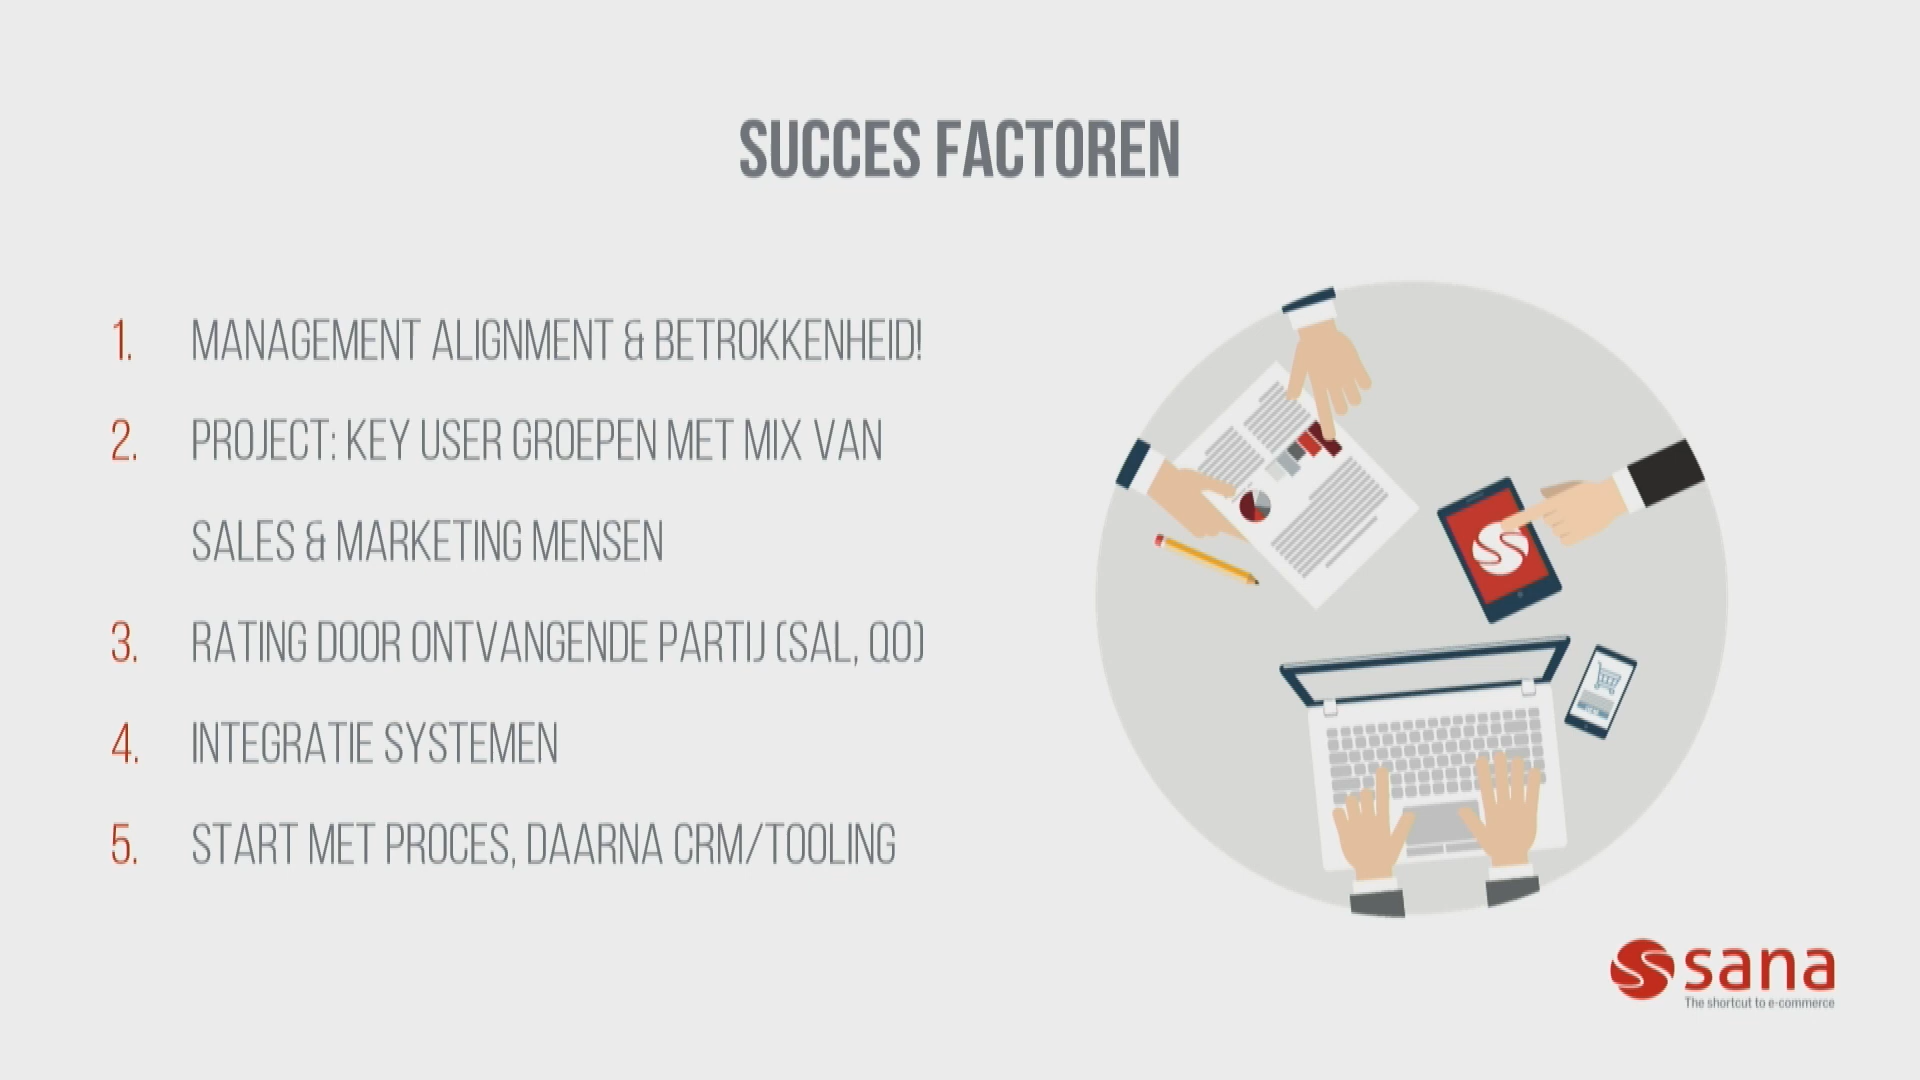 SUCCES FACTOREN
1. MANAGEMENT ALIGNMENT & BETROKKENHEID!
2. PROJECT: KEY USER GROEPEN MET MIX VAN
SALES & MARKETING MENSEN
3. RATING DOOR ONTVANGENDE PARTIJ (SAL, QO)
4. INTEGRATIE SYSTEMEN
5. START MET PROCES, DAARNA CRM/TOOLING
sana
The shortcut to e-commerce